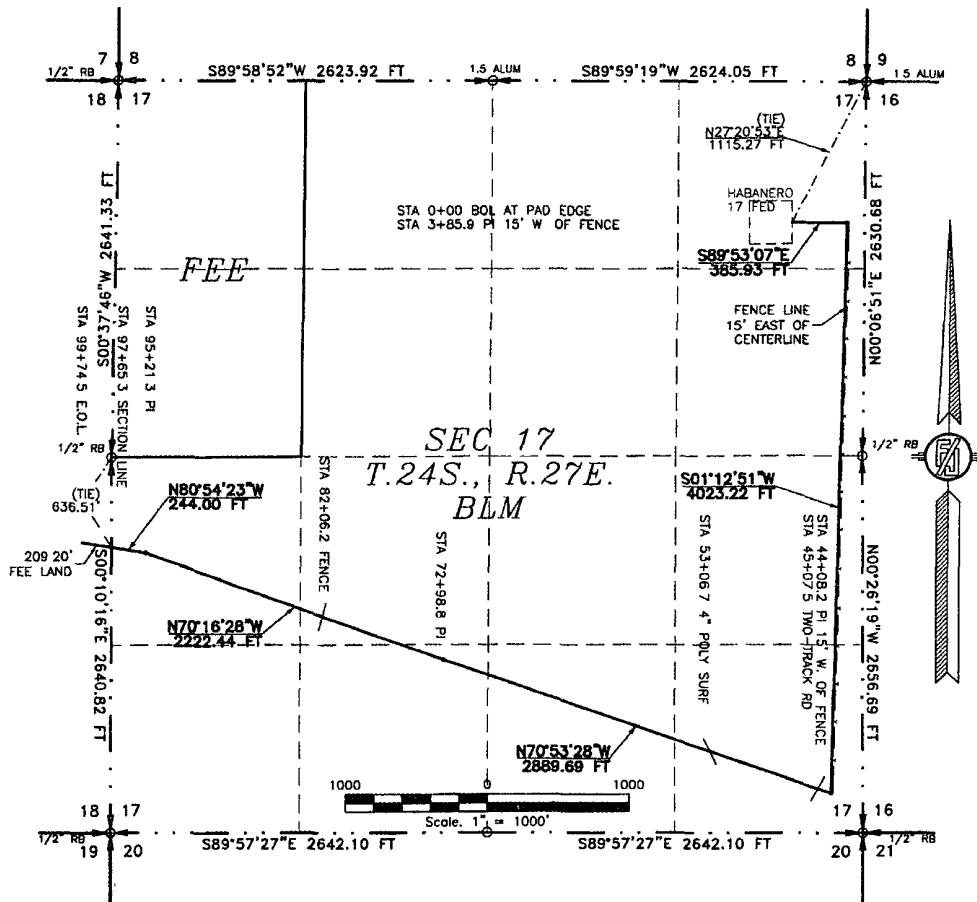 7 8
8 9
1/2" RB
S89°58'52"W 2623.92 FT
1.5 ALUM
S89°59'19"W 2624.05 FT
1.5 ALUM
18 17
17 16
(TIE)
N27°20'53"E
1115.27 FT
HABANERO
17 FED
STA 0+00 BOL AT PAD EDGE
STA 3+85.9 PI 15' W OF FENCE
S89°53'07"E
385.93 FT
FEE
S00°37'46"W 2641.33 FT
N00°06'51"E 2630.68 FT
FENCE LINE
15' EAST OF
CENTERLINE
STA 99+74 5 E.O.L
STA 97+65 3 SECTION LINE
STA 95+21 3 PI
1/2" RB
1/2" RB
SEC 17
T.24S., R.27E.
BLM
(TIE)
636.51'
N80°54'23"W
244.00 FT
S01°12'51"W
4023.22 FT
209 20'
FEE LAND
STA 82+06.2 FENCE
STA 72+98.8 PI
STA 53+06.7 4" POLY SURF
STA 44+08.2 PI 15' W. OF FENCE
STA 45+07 5 TWO-TRACK RD
S00°10'16"E 2640.82 FT
N00°26'19"W 2656.69 FT
N70°16'28"W
2222.44 FT
N70°53'28"W
2889.69 FT
1000 0 1000
Scale. 1" = 1000'
18 17
17 16
1/2" RB
S89°57'27"E 2642.10 FT
S89°57'27"E 2642.10 FT
1/2" RB
19 20
20 21